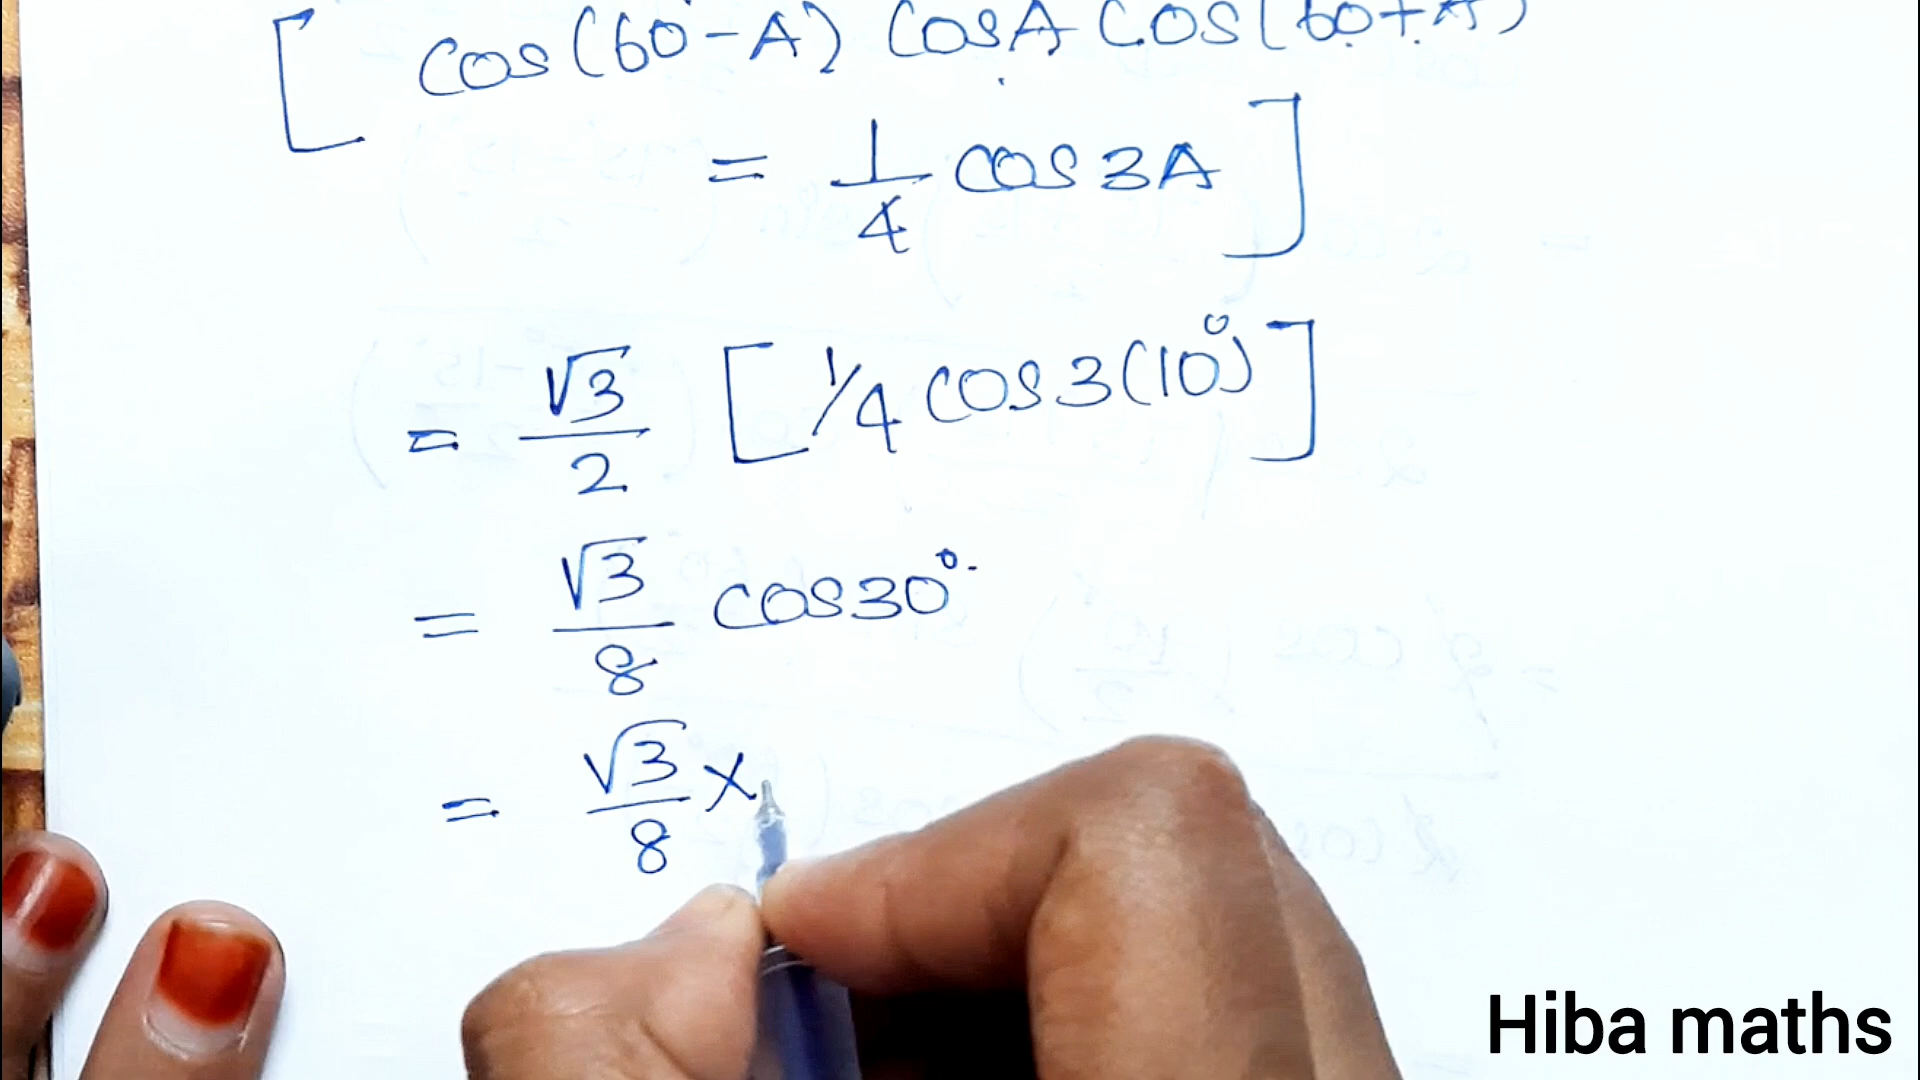 [ cos(60°-A) cosA cos(60+A)
= 1/4 cos3A ]
= √3/2 [ 1/4 cos3(10°) ]
= √3/8 cos30°.
= √3/8 ×
Hiba maths